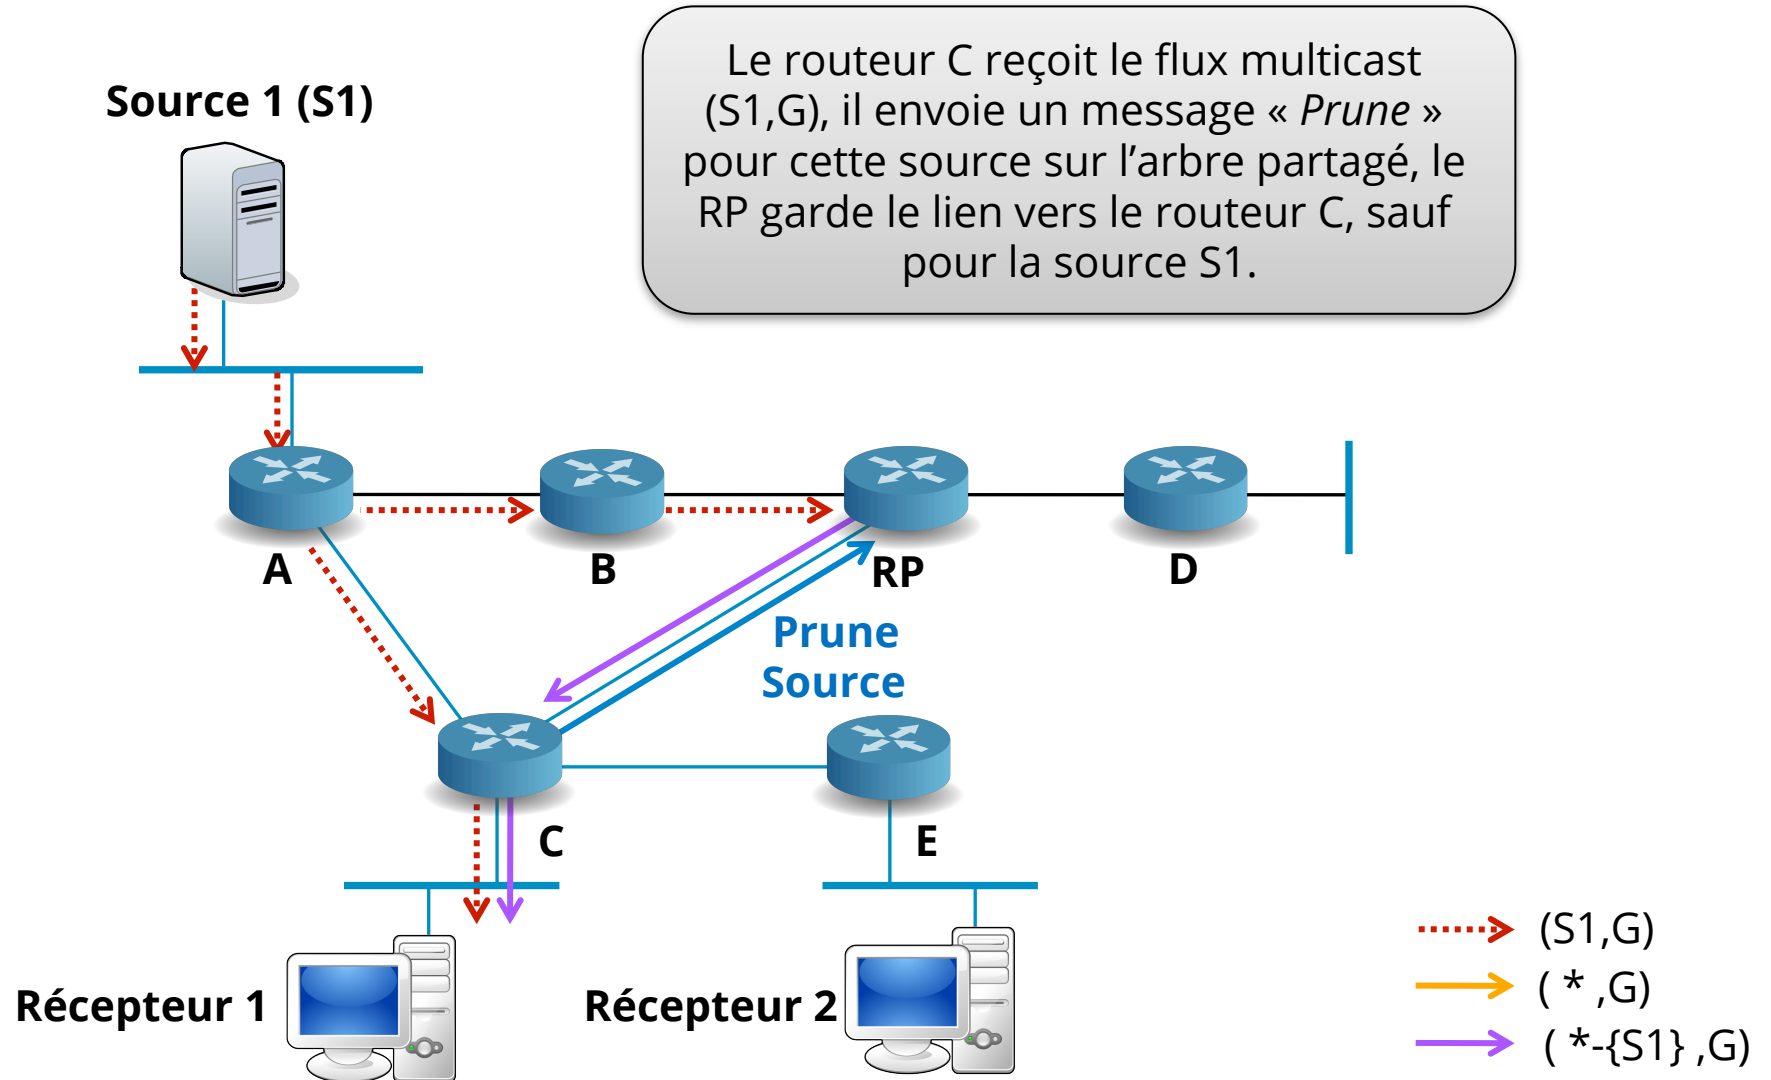 Le routeur C reçoit le flux multicast
(S1,G), il envoie un message « Prune »
pour cette source sur l’arbre partagé, le
RP garde le lien vers le routeur C, sauf
pour la source S1.
Source 1 (S1)
A
B
RP
D
Prune
Source
C
E
Récepteur 1
Récepteur 2
(S1,G)
( * ,G)
( *-{S1} ,G)